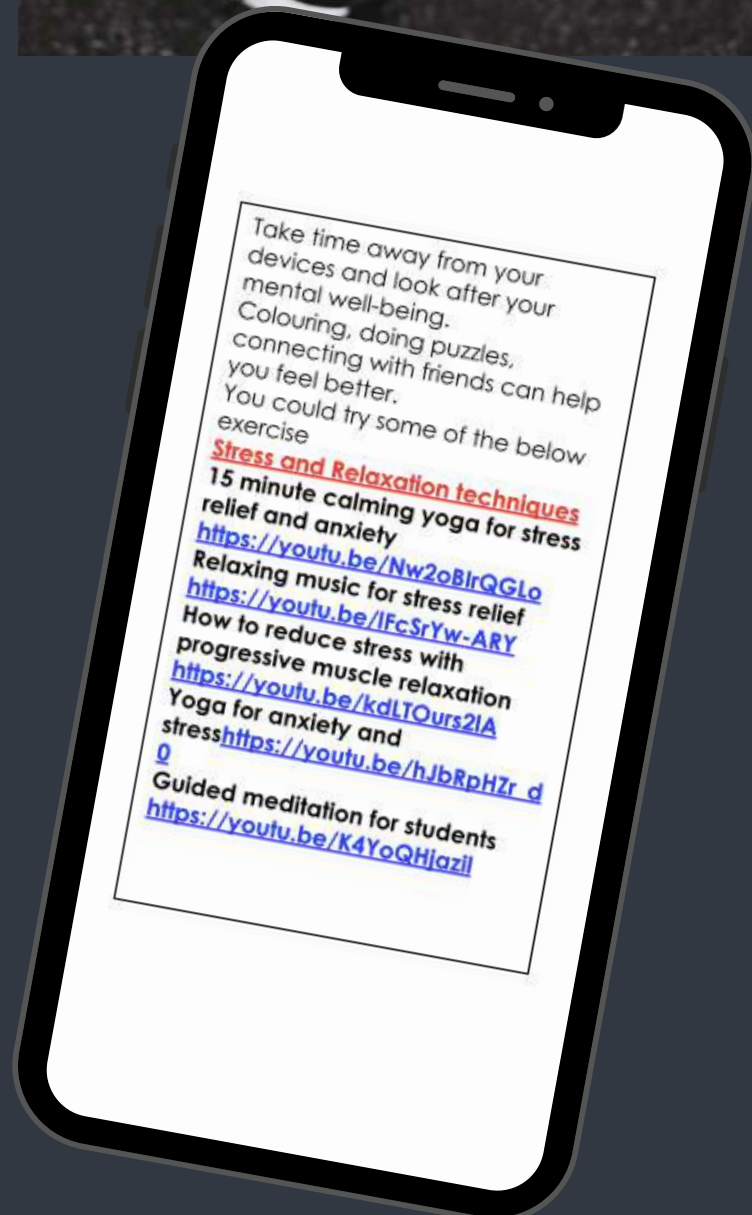 Take time away from your
devices and look after your
mental well-being.
Colouring, doing puzzles,
connecting with friends can help
you feel better.
You could try some of the below
exercise
Stress and Relaxation techniques
15 minute calming yoga for stress
relief and anxiety
https://youtu.be/Nw2oBIrQGLo
Relaxing music for stress relief
https://youtu.be/lFcSrYw-ARY
How to reduce stress with
progressive muscle relaxation
https://youtu.be/kdLTOurs2lA
Yoga for anxiety and
stresshttps://youtu.be/hJbRpHZr_d
0
Guided meditation for students
https://youtu.be/K4YoQHjaziI